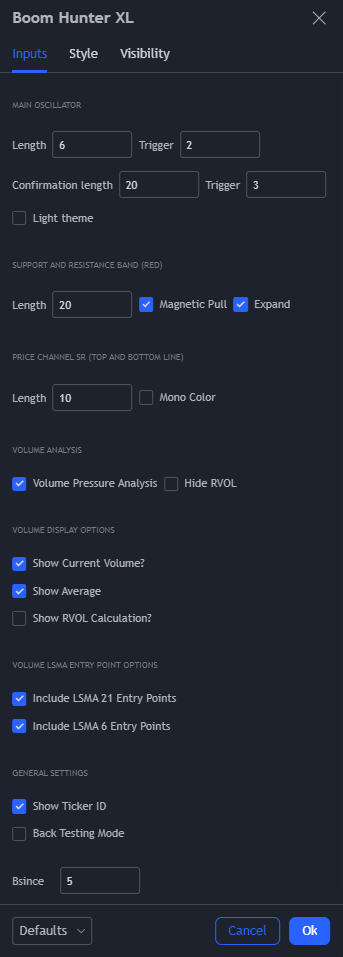 Boom Hunter XL
Inputs Style Visibility
MAIN OSCILLATOR
Length 6 Trigger 2
Confirmation length 20 Trigger 3
Light theme
SUPPORT AND RESISTANCE BAND (RED)
Length 20 Magnetic Pull Expand
PRICE CHANNEL SR (TOP AND BOTTOM LINE)
Length 10 Mono Color
VOLUME ANALYSIS
Volume Pressure Analysis Hide RVOL
VOLUME DISPLAY OPTIONS
Show Current Volume?
Show Average
Show RVOL Calculation?
VOLUME LSMA ENTRY POINT OPTIONS
Include LSMA 21 Entry Points
Include LSMA 6 Entry Points
GENERAL SETTINGS
Show Ticker ID
Back Testing Mode
Bsince 5
Defaults Cancel Ok